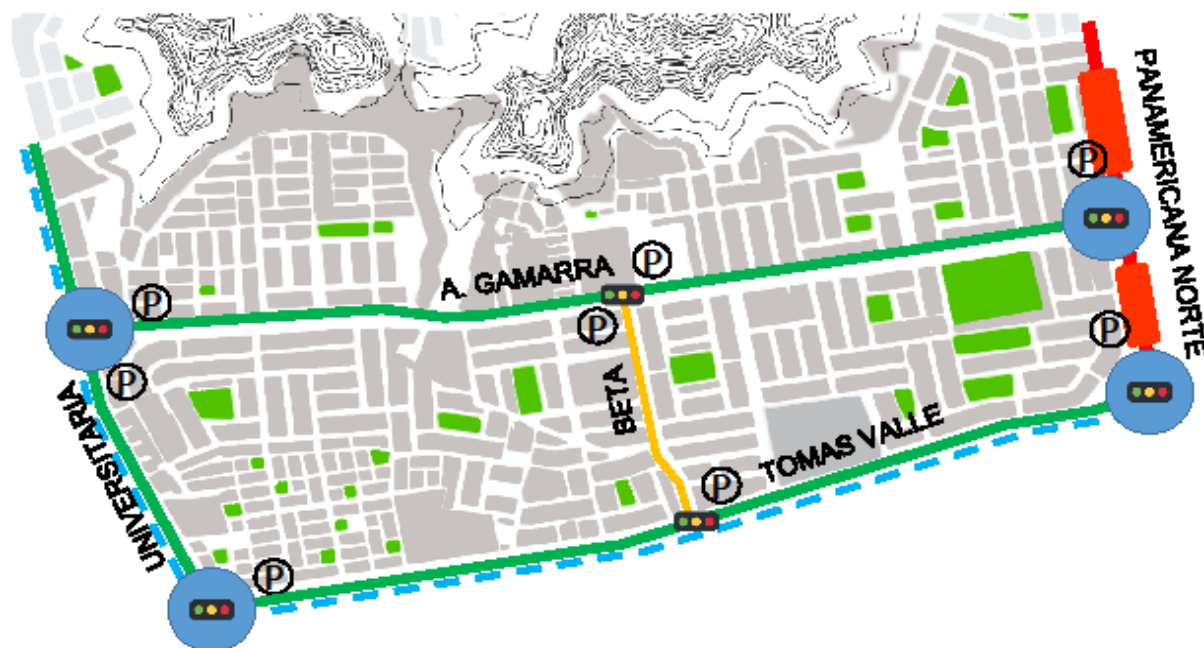 PANAMERICANA NORTE
P
P
A. GAMARRA
P
P
P
P
BETA
TOMAS VALLE
P
UNIVERSITARIA
P